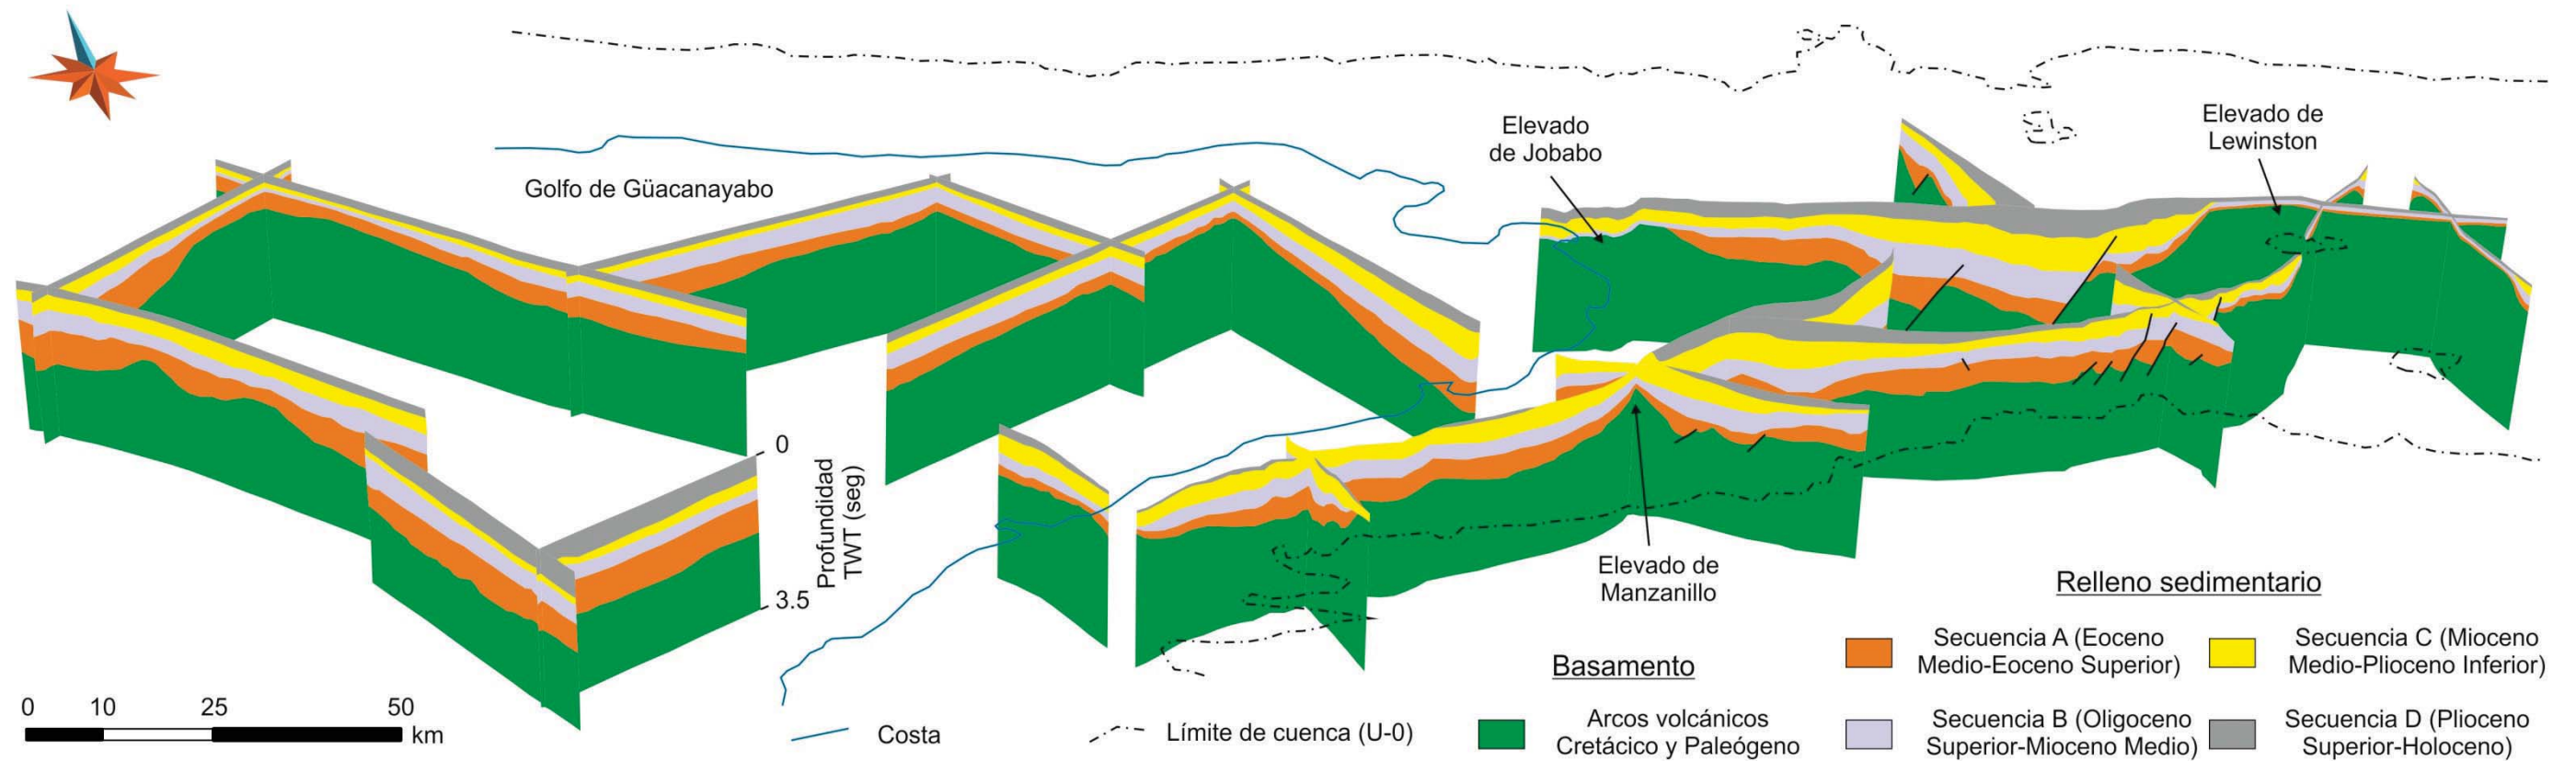 Elevado de
Lewinston
Elevado
de Jobabo
Golfo de Güacanayabo
0
Profundidad
TWT (seg)
3.5
Elevado de
Manzanillo
Relleno sedimentario
Secuencia A (Eoceno
Medio-Eoceno Superior)
Secuencia C (Mioceno
Medio-Plioceno Inferior)
Basamento
Arcos volcánicos
Cretácico y Paleógeno
Secuencia B (Oligoceno
Superior-Mioceno Medio)
Secuencia D (Plioceno
Superior-Holoceno)
0 10 25 50
km
Costa
Límite de cuenca (U-0)